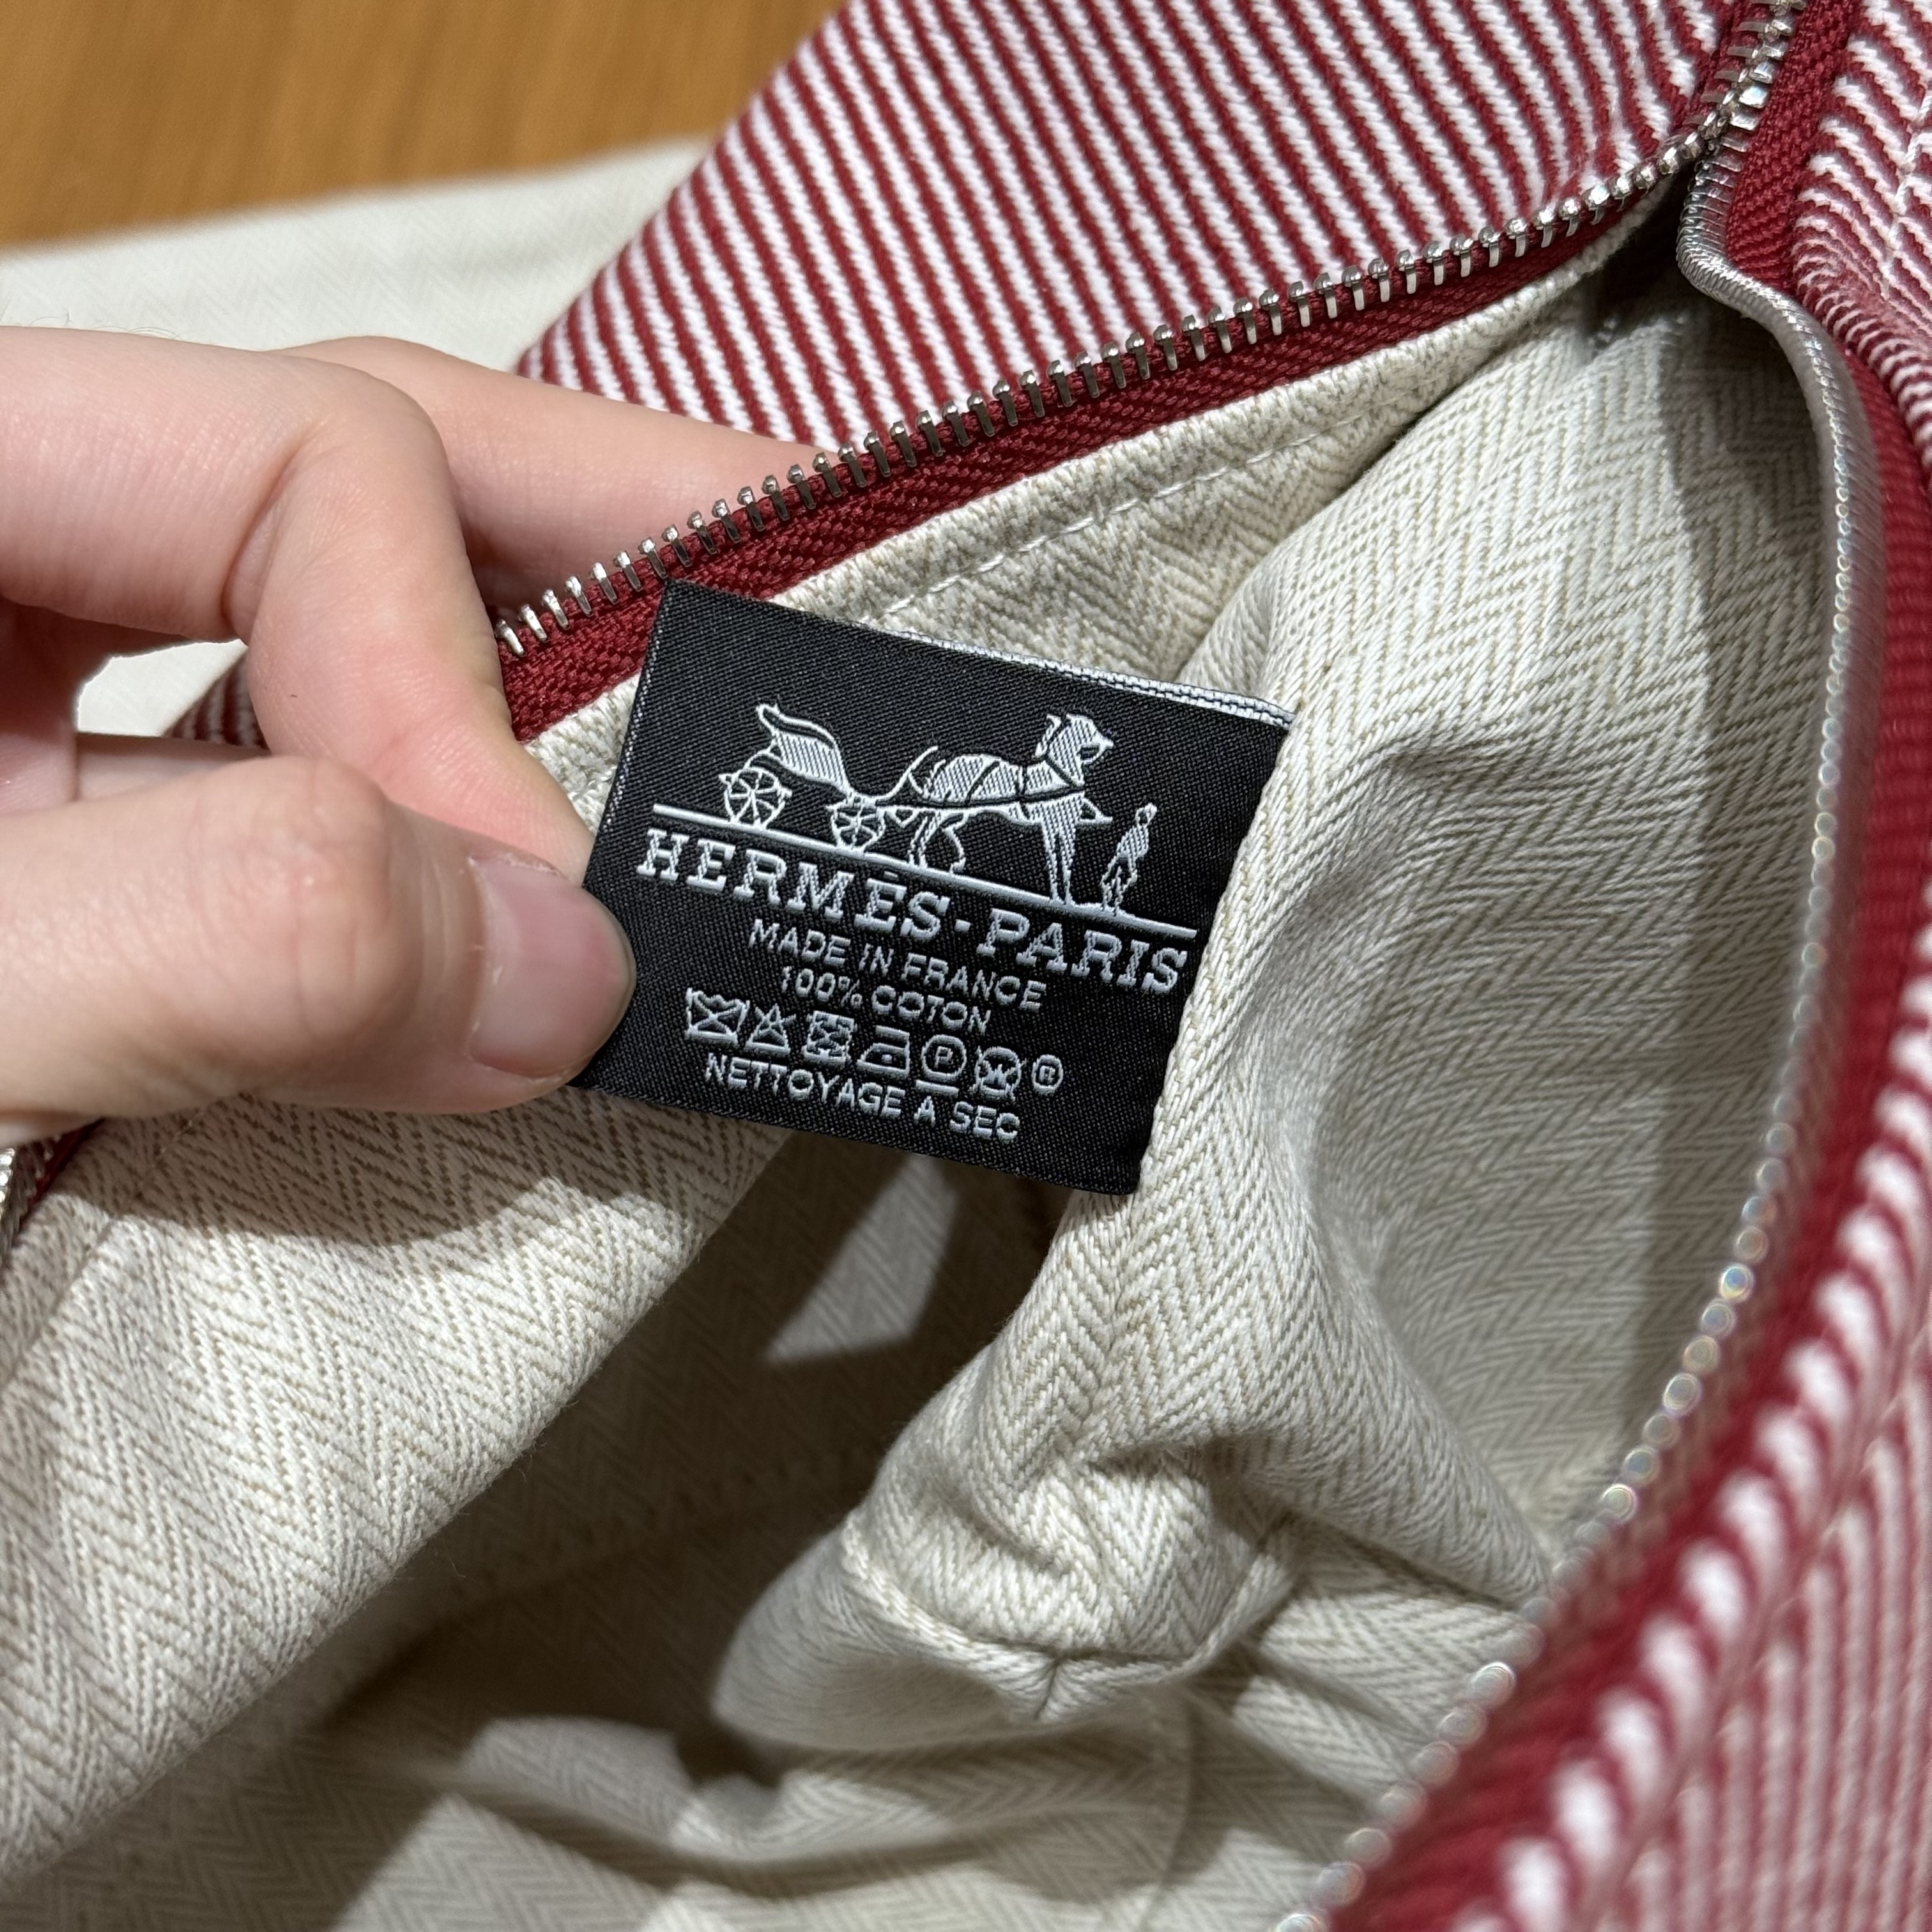 HERMÈS-PARIS
MADE IN FRANCE
100% COTON
P W ®
NETTOYAGE A SEC